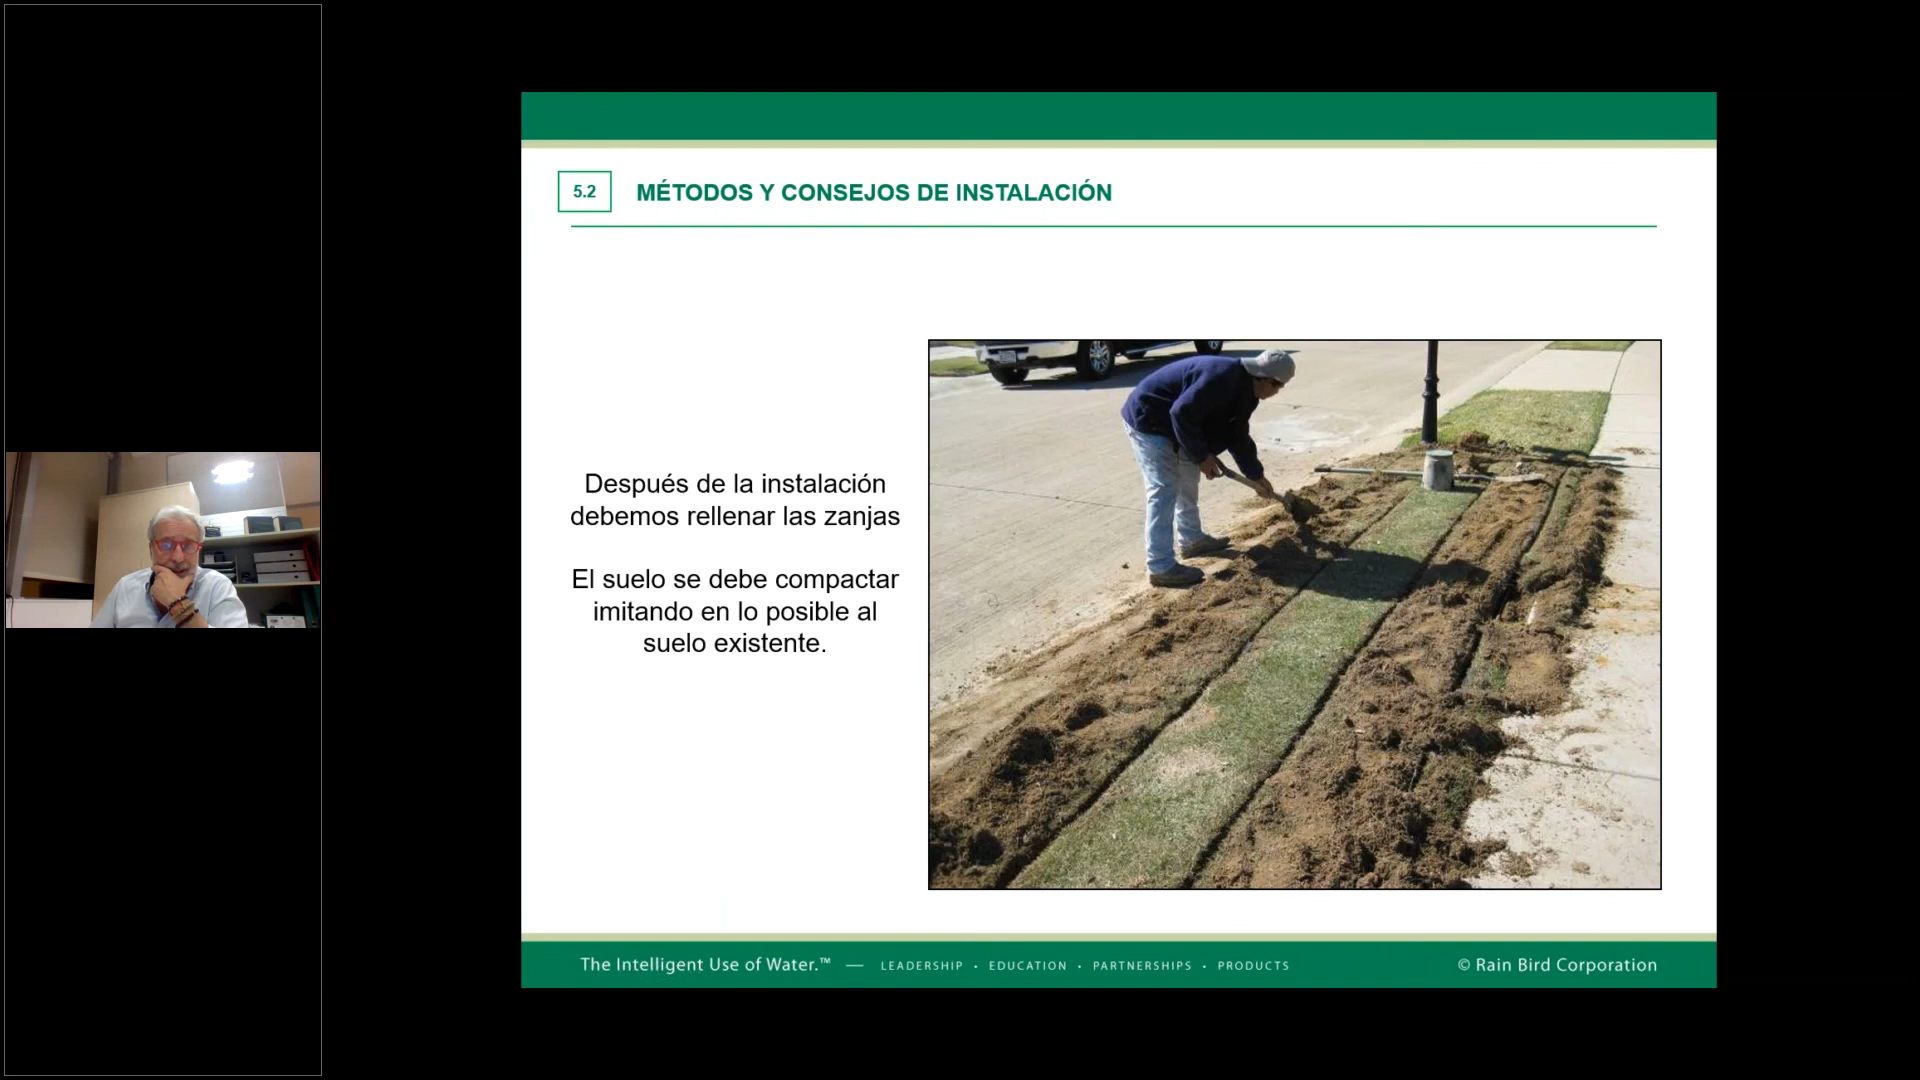 5.2
MÉTODOS Y CONSEJOS DE INSTALACIÓN
Después de la instalación
debemos rellenar las zanjas
El suelo se debe compactar
imitando en lo posible al
suelo existente.
The Intelligent Use of Water.™ — LEADERSHIP • EDUCATION • PARTNERSHIPS • PRODUCTS
© Rain Bird Corporation